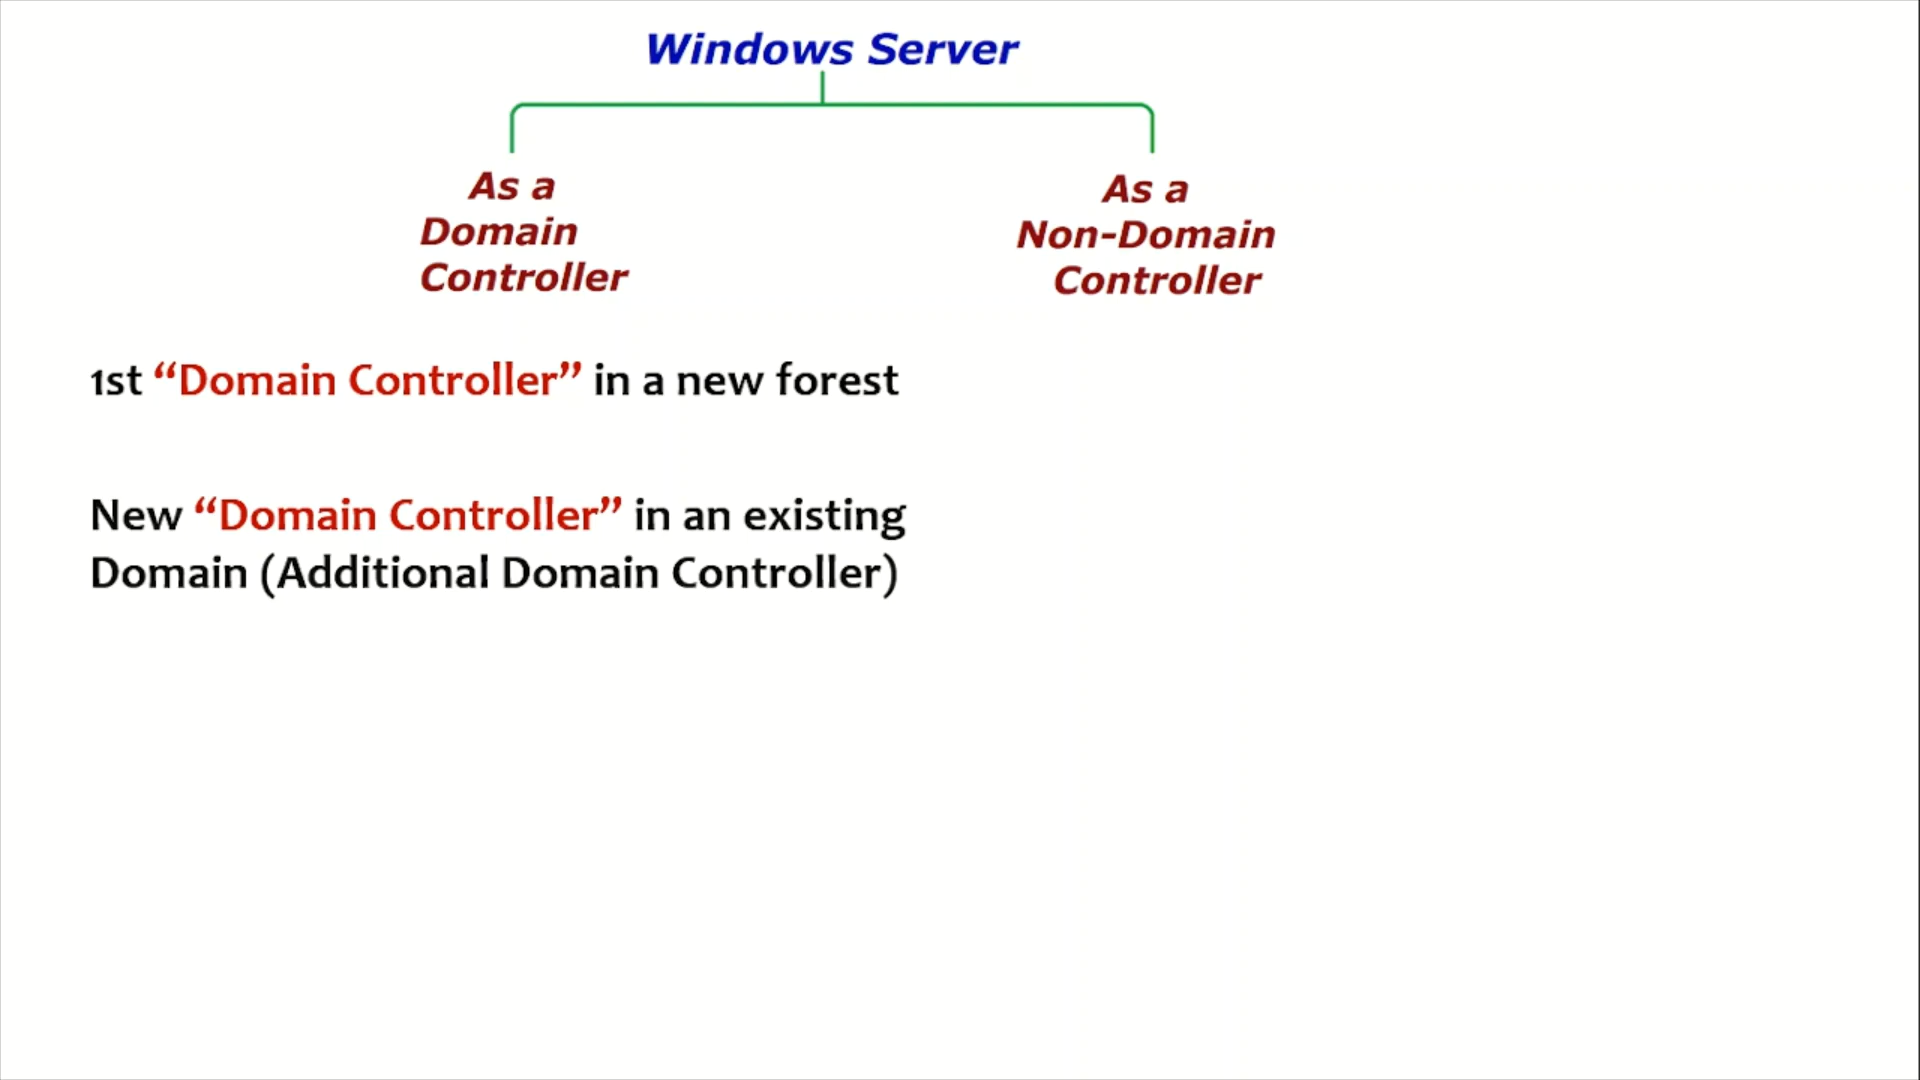 Windows Server
As a
Domain
Controller
As a
Non-Domain
Controller
1st “Domain Controller” in a new forest
New “Domain Controller” in an existing
Domain (Additional Domain Controller)